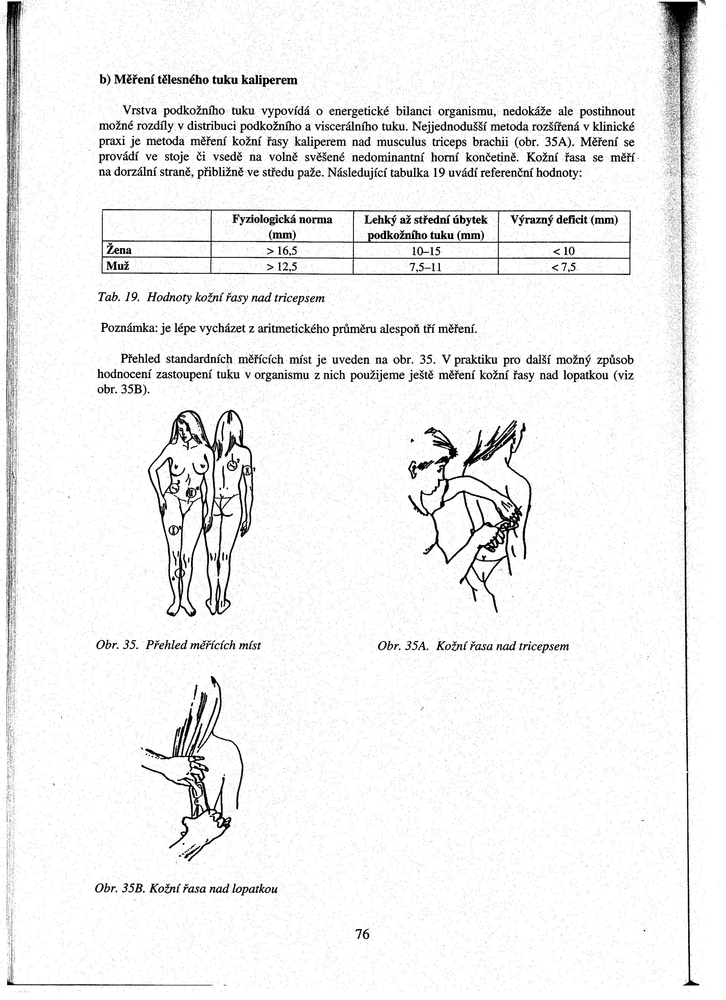 b) Měření tělesného tuku kaliperem
Vrstva podkožního tuku vypovídá o energetické bilanci organismu, nedokáže ale postihnout
možné rozdíly v distribuci podkožního a viscerálního tuku. Nejjednodušší metoda rozšířená v klinické
praxi je metoda měření kožní řasy kaliperem nad musculus triceps brachii (obr. 35A). Měření se
provádí ve stoje či vsedě na volně svěšené nedominantní horní končetině. Kožní řasa se měří
na dorzální straně, přibližně ve středu paže. Následující tabulka 19 uvádí referenční hodnoty:
Fyziologická norma Lehký až střední úbytek Výrazný deficit (mm)
(mm) podkožního tuku (mm)
Žena > 16,5 10–15 < 10
Muž > 12,5 7,5–11 < 7,5
Tab. 19. Hodnoty kožní řasy nad tricepsem
Poznámka: je lépe vycházet z aritmetického průměru alespoň tří měření.
Přehled standardních měřících míst je uveden na obr. 35. V praktiku pro další možný způsob
hodnocení zastoupení tuku v organismu z nich použijeme ještě měření kožní řasy nad lopatkou (viz
obr. 35B).
Obr. 35. Přehled měřících míst
Obr. 35A. Kožní řasa nad tricepsem
Obr. 35B. Kožní řasa nad lopatkou
76